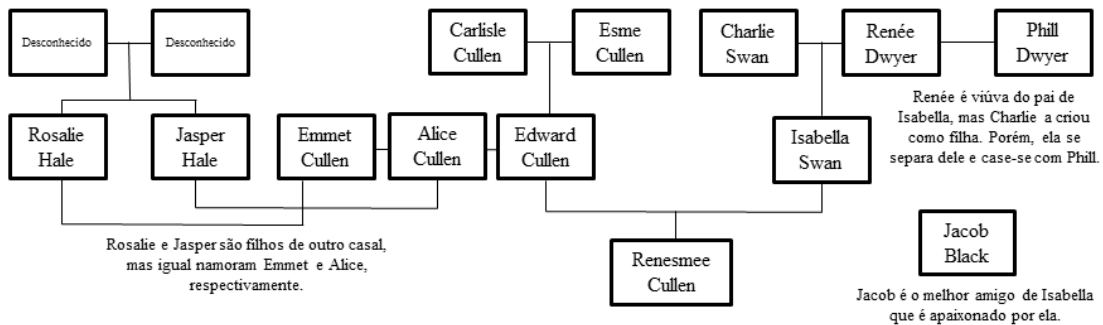 Desconhecido
Desconhecido
Carlisle
Cullen
Esme
Cullen
Charlie
Swan
Renée
Dwyer
Phill
Dwyer
Renée é viúva do pai de
Isabella, mas Charlie a criou
como filha. Porém, ela se
separa dele e case-se com Phill.
Rosalie
Hale
Jasper
Hale
Emmet
Cullen
Alice
Cullen
Edward
Cullen
Isabella
Swan
Rosalie e Jasper são filhos de outro casal,
mas igual namoram Emmet e Alice,
respectivamente.
Renesmee
Cullen
Jacob
Black
Jacob é o melhor amigo de Isabella
que é apaixonado por ela.